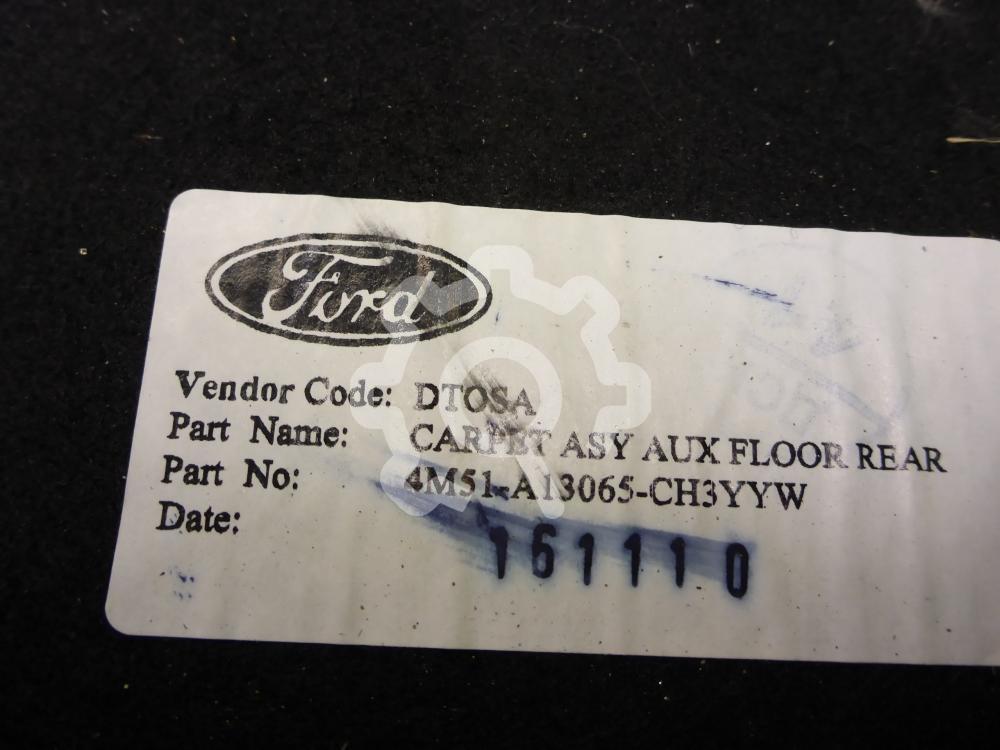 Ford
Vendor Code: DTOSA
Part Name: CARPET ASY AUX FLOOR REAR
Part No: 4M51-A13065-CH3YYW
Date: 161110